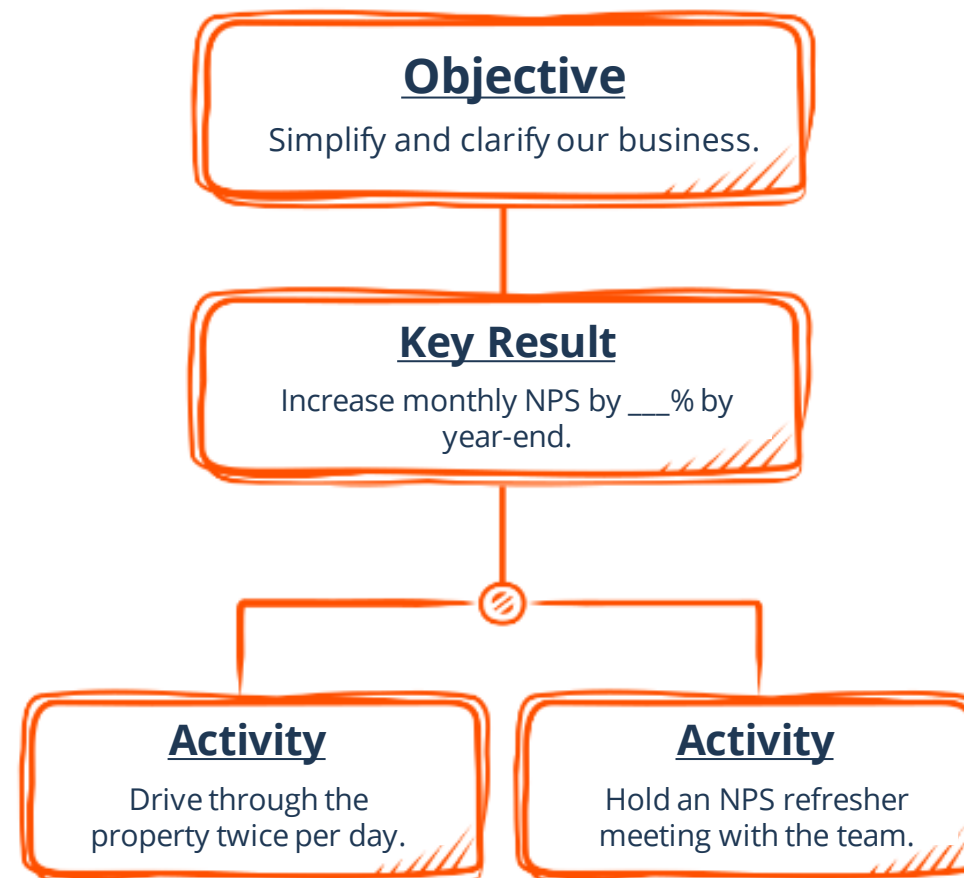 Objective
Simplify and clarify our business.
Key Result
Increase monthly NPS by ___% by
year-end.
Activity
Drive through the
property twice per day.
Activity
Hold an NPS refresher
meeting with the team.